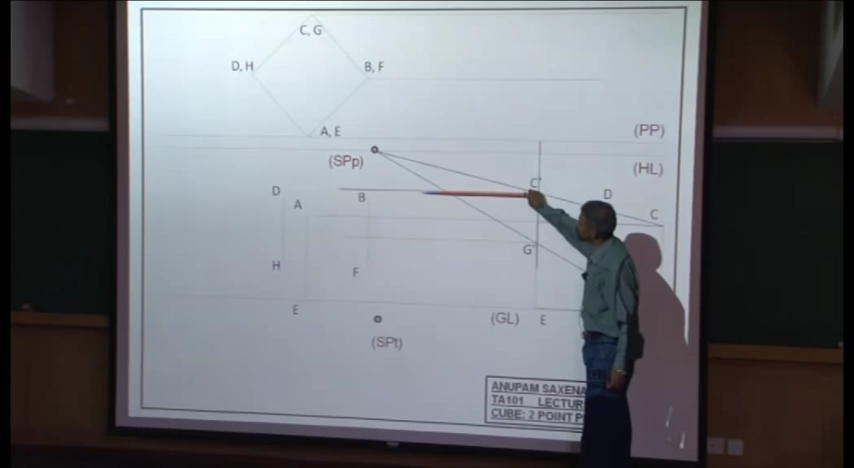 C, G
D, H
B, F
A, E
(PP)
(SPp)
(HL)
C'
D
A
B
D
C
G'
H
F
E
(GL)
E
(SPt)
ANUPAM SAXENA
TA101 LECTUR
CUBE: 2 POINT P